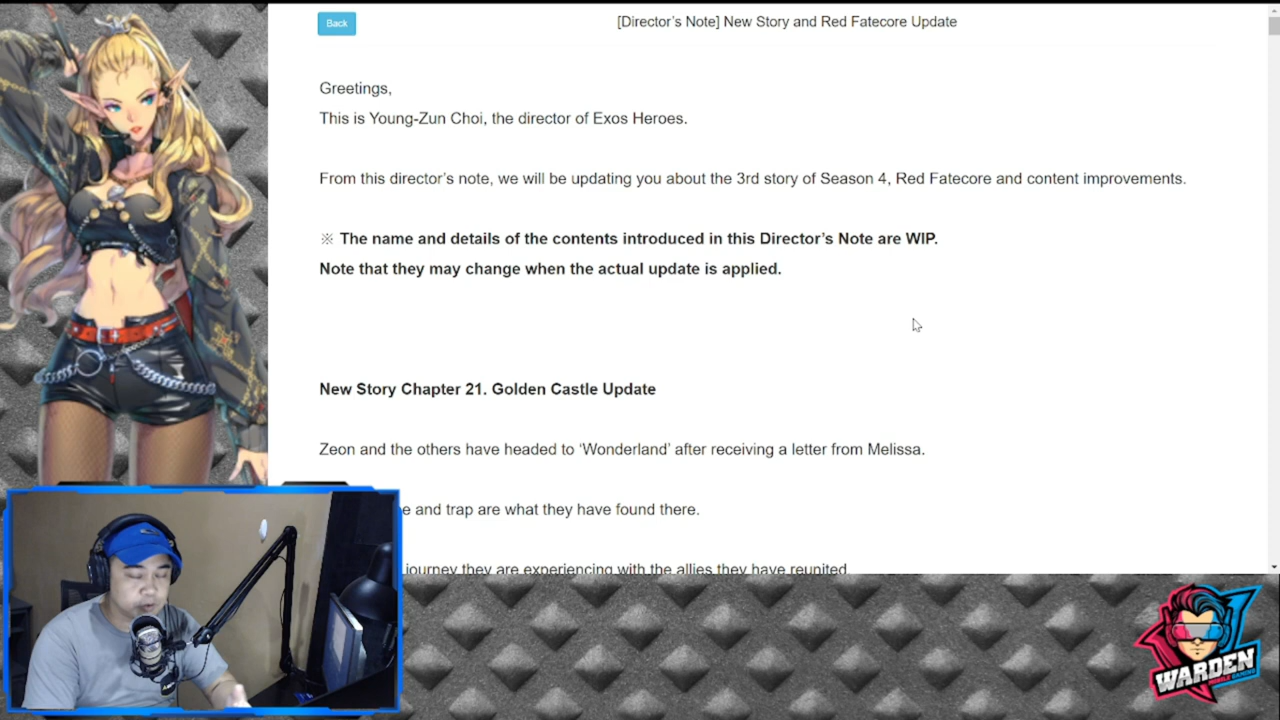 Back
[Director's Note] New Story and Red Fatecore Update
Greetings,
This is Young-Zun Choi, the director of Exos Heroes.
From this director's note, we will be updating you about the 3rd story of Season 4, Red Fatecore and content improvements.
※ The name and details of the contents introduced in this Director's Note are WIP.
Note that they may change when the actual update is applied.
New Story Chapter 21. Golden Castle Update
Zeon and the others have headed to 'Wonderland' after receiving a letter from Melissa.
and trap are what they have found there.
journey they are experiencing with the allies they have reunited
WARDEN
MOBILE GAMING